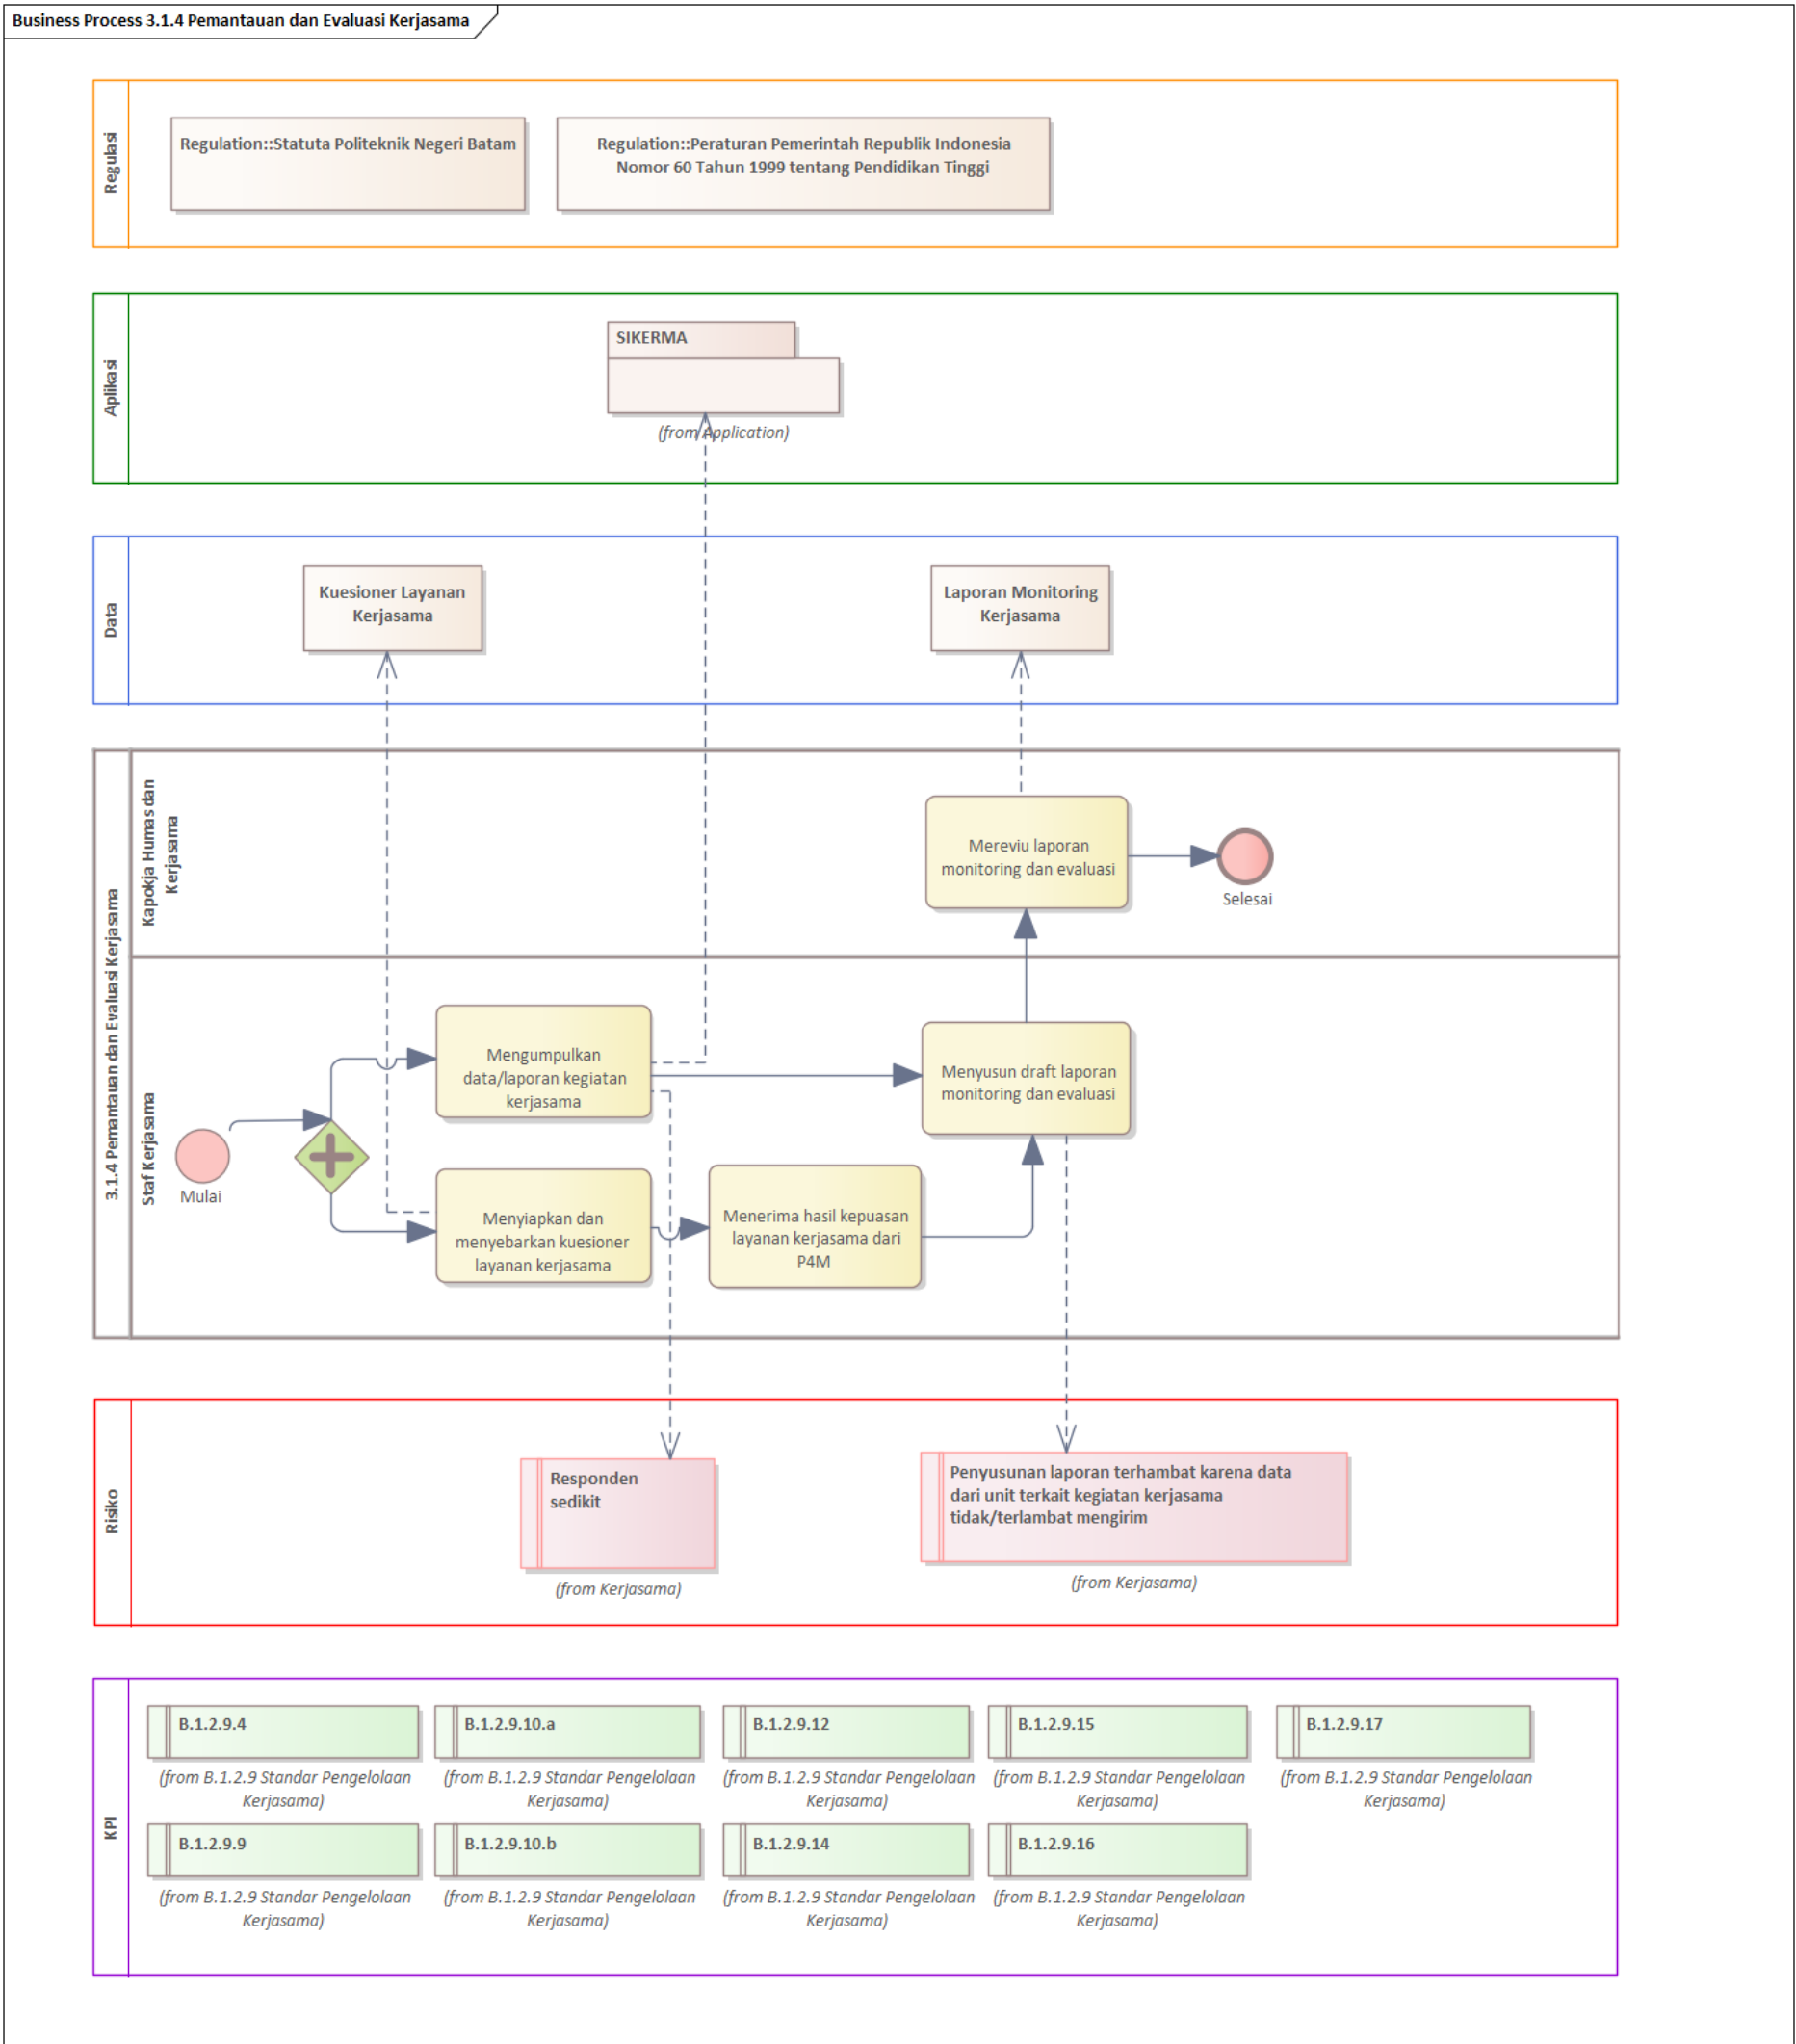 Business Process 3.1.4 Pemantauan dan Evaluasi Kerjasama
Regulasi
Regulation::Statuta Politeknik Negeri Batam
Regulation::Peraturan Pemerintah Republik Indonesia
Nomor 60 Tahun 1999 tentang Pendidikan Tinggi
Aplikasi
SIKERMA
(from Application)
Data
Kuesioner Layanan
Kerjasama
Laporan Monitoring
Kerjasama
3.1.4 Pemantauan dan Evaluasi Kerjasama
Kapokja Humas dan
Kerjasama
Mereviu laporan
monitoring dan evaluasi
Selesai
Staf Kerjasama
Mulai
Mengumpulkan
data/laporan kegiatan
kerjasama
Menyusun draft laporan
monitoring dan evaluasi
Menyiapkan dan
menyebarkan kuesioner
layanan kerjasama
Menerima hasil kepuasan
layanan kerjasama dari
P4M
Risiko
Responden
sedikit
(from Kerjasama)
Penyusunan laporan terhambat karena data
dari unit terkait kegiatan kerjasama
tidak/terlambat mengirim
(from Kerjasama)
KPI
B.1.2.9.4
(from B.1.2.9 Standar Pengelolaan
Kerjasama)
B.1.2.9.10.a
(from B.1.2.9 Standar Pengelolaan
Kerjasama)
B.1.2.9.12
(from B.1.2.9 Standar Pengelolaan
Kerjasama)
B.1.2.9.15
(from B.1.2.9 Standar Pengelolaan
Kerjasama)
B.1.2.9.17
(from B.1.2.9 Standar Pengelolaan
Kerjasama)
B.1.2.9.9
(from B.1.2.9 Standar Pengelolaan
Kerjasama)
B.1.2.9.10.b
(from B.1.2.9 Standar Pengelolaan
Kerjasama)
B.1.2.9.14
(from B.1.2.9 Standar Pengelolaan
Kerjasama)
B.1.2.9.16
(from B.1.2.9 Standar Pengelolaan
Kerjasama)